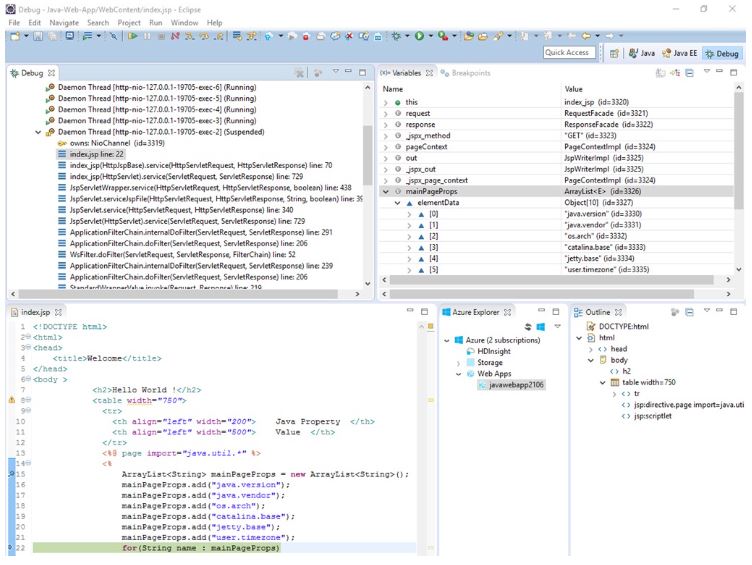 Debug - Java-Web-App/WebContent/index.jsp - Eclipse
File Edit Navigate Search Project Run Window Help
Quick Access
Java
Java EE
Debug
Debug
Daemon Thread [http-nio-127.0.0.1-19705-exec-6] (Running)
Daemon Thread [http-nio-127.0.0.1-19705-exec-5] (Running)
Daemon Thread [http-nio-127.0.0.1-19705-exec-4] (Running)
Daemon Thread [http-nio-127.0.0.1-19705-exec-3] (Running)
Daemon Thread [http-nio-127.0.0.1-19705-exec-2] (Suspended)
owns: NioChannel (id=3319)
index.jsp line: 22
index_jsp(HttpJspBase).service(HttpServletRequest, HttpServletResponse) line: 70
index_jsp(HttpServlet).service(ServletRequest, ServletResponse) line: 729
JspServletWrapper.service(HttpServletRequest, HttpServletResponse, boolean) line: 438
JspServlet.serviceJspFile(HttpServletRequest, HttpServletResponse, String, boolean) line: 39
JspServlet.service(HttpServletRequest, HttpServletResponse) line: 340
JspServlet(HttpServlet).service(ServletRequest, ServletResponse) line: 729
ApplicationFilterChain.internalDoFilter(ServletRequest, ServletResponse) line: 291
ApplicationFilterChain.doFilter(ServletRequest, ServletResponse) line: 206
WsFilter.doFilter(ServletRequest, ServletResponse, FilterChain) line: 52
ApplicationFilterChain.internalDoFilter(ServletRequest, ServletResponse) line: 239
ApplicationFilterChain.doFilter(ServletRequest, ServletResponse) line: 206
StandardWrapperValve.invoke(Request, Response) line: 219
(x)= Variables
Breakpoints
Name Value
this index_jsp (id=3320)
request RequestFacade (id=3321)
response ResponseFacade (id=3322)
_jspx_method "GET" (id=3323)
pageContext PageContextImpl (id=3324)
out JspWriterImpl (id=3325)
_jspx_out JspWriterImpl (id=3325)
_jspx_page_context PageContextImpl (id=3324)
mainPageProps ArrayList<E> (id=3326)
elementData Object[10] (id=3327)
[0] "java.version" (id=3330)
[1] "java.vendor" (id=3331)
[2] "os.arch" (id=3332)
[3] "catalina.base" (id=3333)
[4] "jetty.base" (id=3334)
[5] "user.timezone" (id=3335)
index.jsp
1 <!DOCTYPE html>
2 <html>
3 <head>
4 <title>Welcome</title>
5 </head>
6 <body >
7 <h2>Hello World !</h2>
8 <table width="750">
9 <tr>
10 <th align="left" width="200"> Java Property </th>
11 <th align="left" width="500"> Value </th>
12 </tr>
13 <%@ page import="java.util.*" %>
14 <%
15 ArrayList<String> mainPageProps = new ArrayList<String>();
16 mainPageProps.add("java.version");
17 mainPageProps.add("java.vendor");
18 mainPageProps.add("os.arch");
19 mainPageProps.add("catalina.base");
20 mainPageProps.add("jetty.base");
21 mainPageProps.add("user.timezone");
22 for(String name : mainPageProps)
Azure Explorer
Azure (2 subscriptions)
HDInsight
Storage
Web Apps
javawebapp2106
Outline
DOCTYPE:html
html
head
body
h2
table width=750
tr
jsp:directive.page import=java.uti
jsp:scriptlet